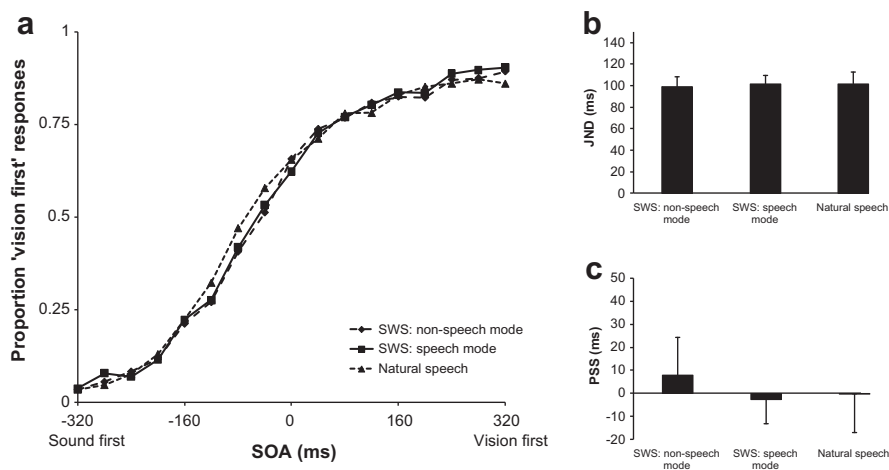 a
Proportion 'vision first' responses
1
0.75
0.5
0.25
0
-320
-160
0
160
320
Sound first
SOA (ms)
Vision first
SWS: non-speech mode
SWS: speech mode
Natural speech
b
JND (ms)
140
120
100
80
60
40
20
0
SWS: non-speech
mode
SWS: speech
mode
Natural speech
c
PSS (ms)
50
40
30
20
10
0
-10
-20
SWS: non-speech
mode
SWS: speech
mode
Natural speech